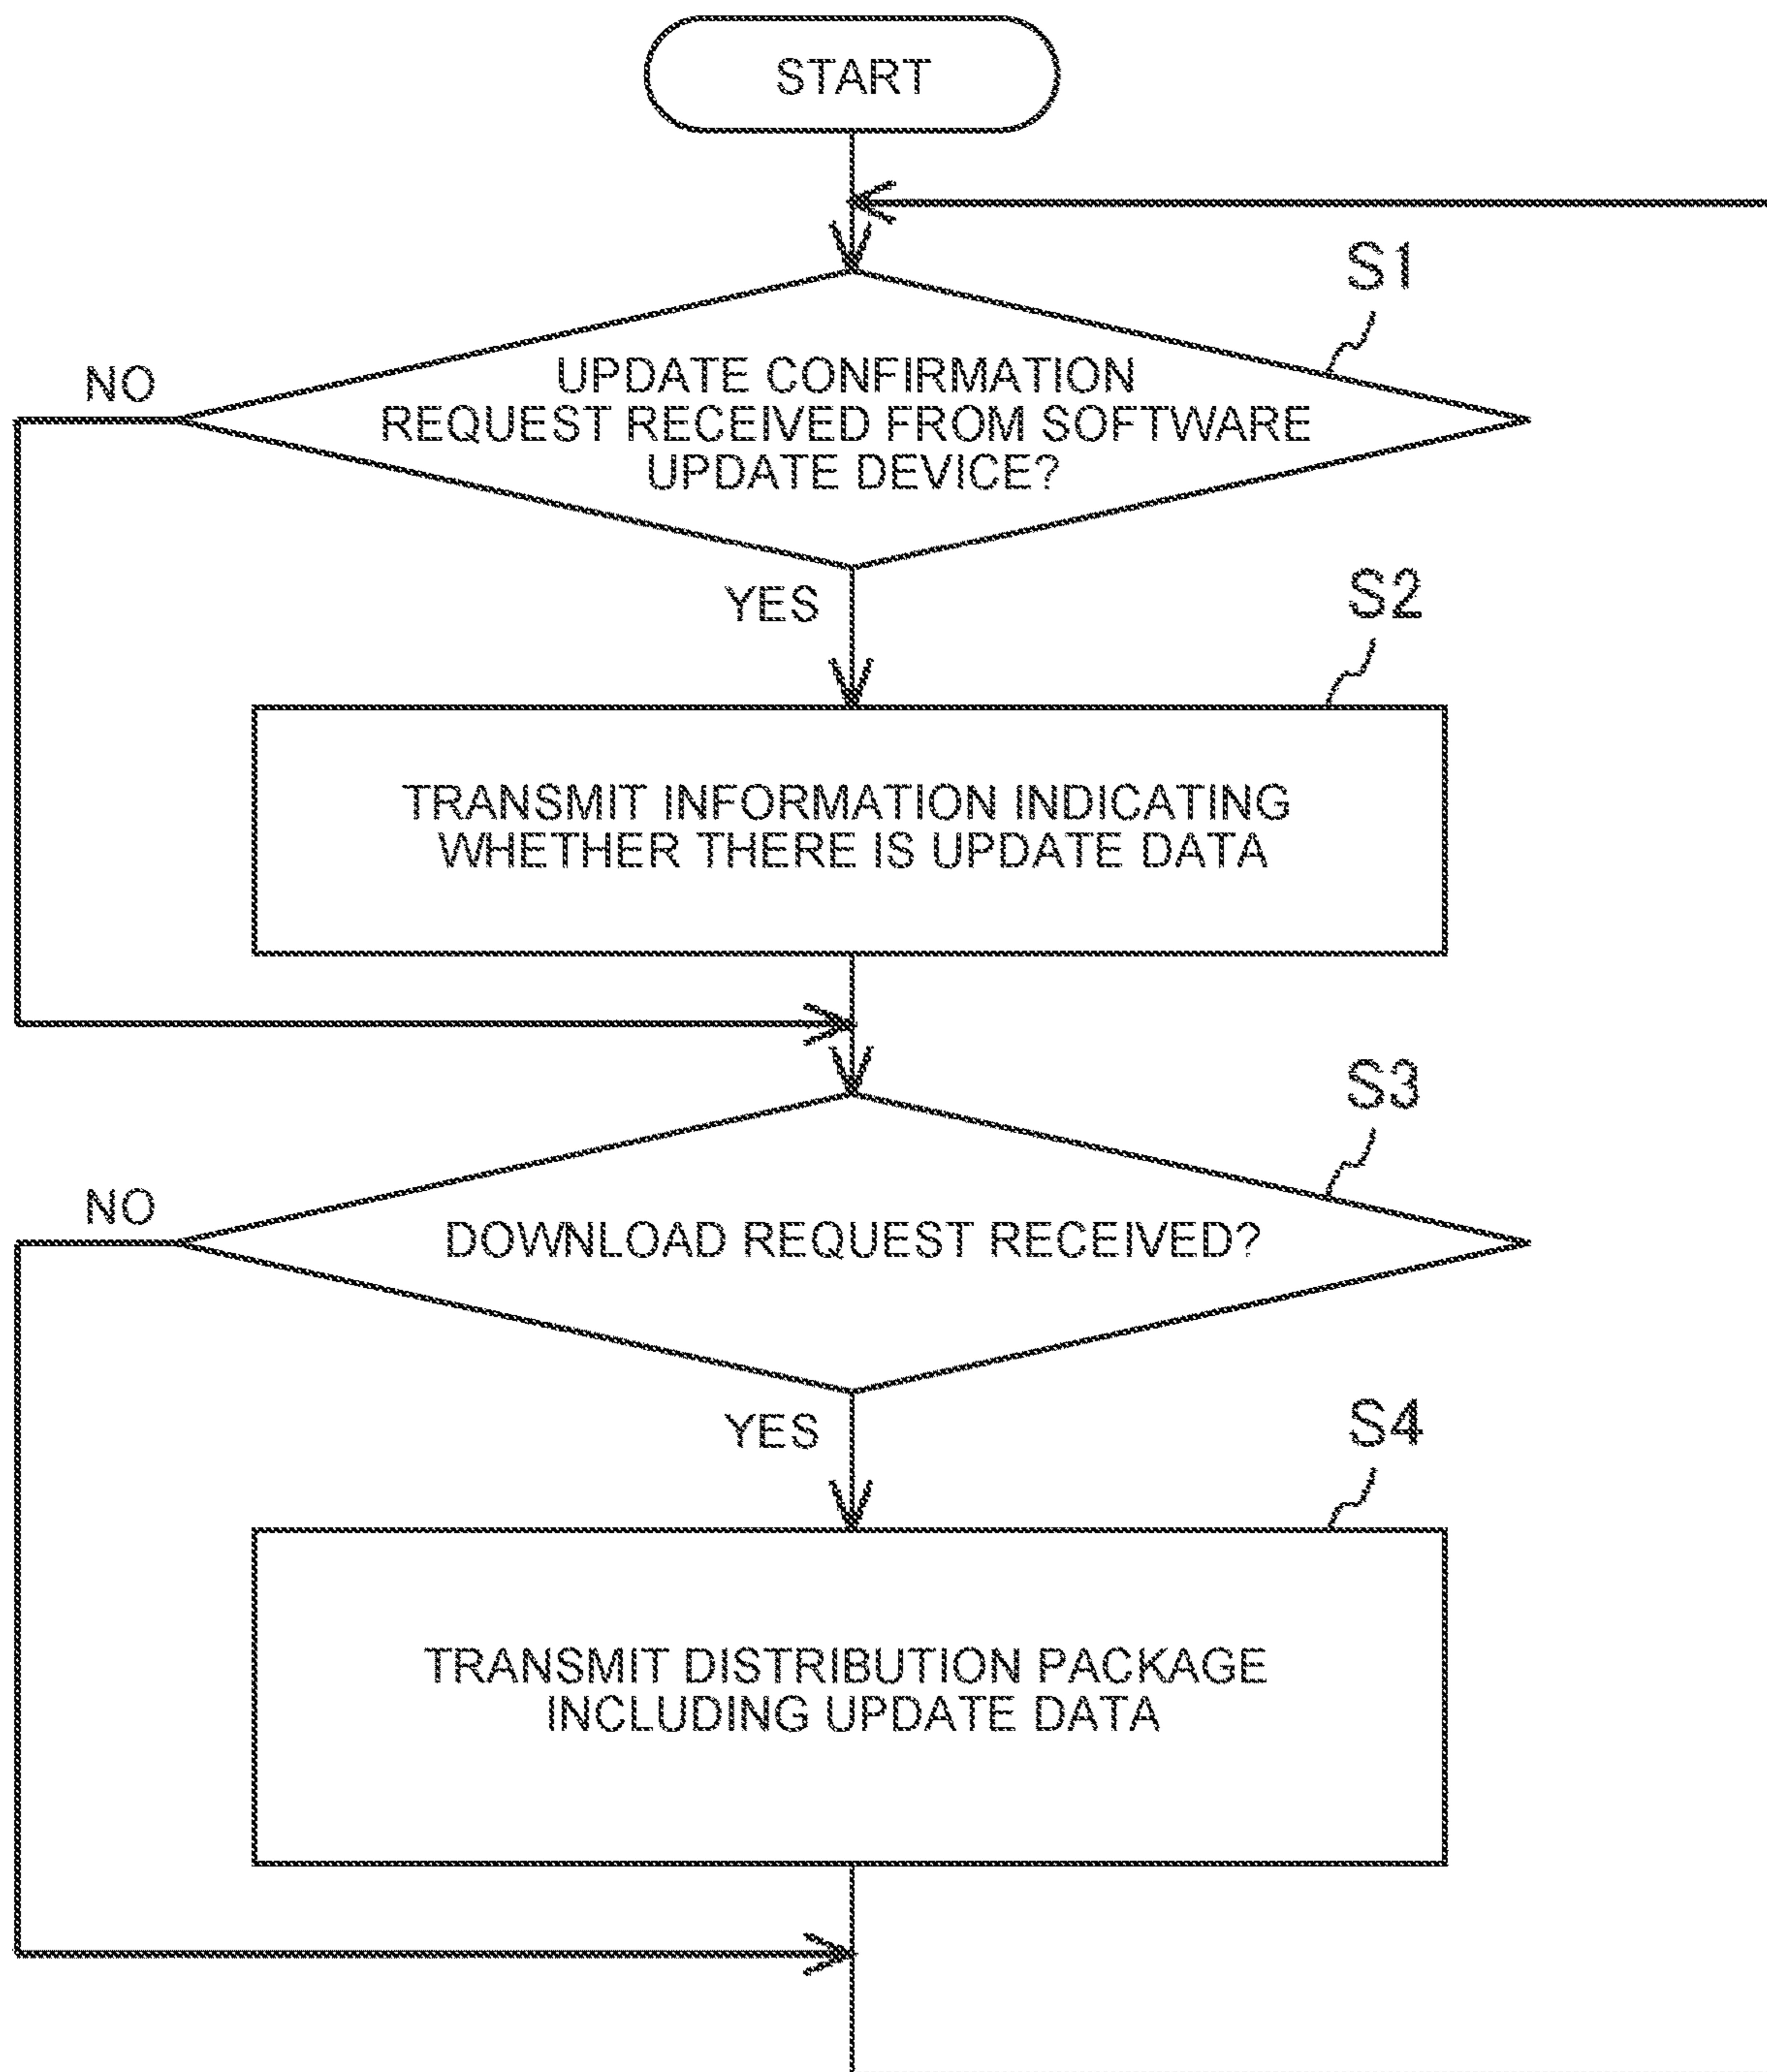 START
S1
NO
UPDATE CONFIRMATION
REQUEST RECEIVED FROM SOFTWARE
UPDATE DEVICE?
YES
S2
TRANSMIT INFORMATION INDICATING
WHETHER THERE IS UPDATE DATA
S3
NO
DOWNLOAD REQUEST RECEIVED?
YES
S4
TRANSMIT DISTRIBUTION PACKAGE
INCLUDING UPDATE DATA